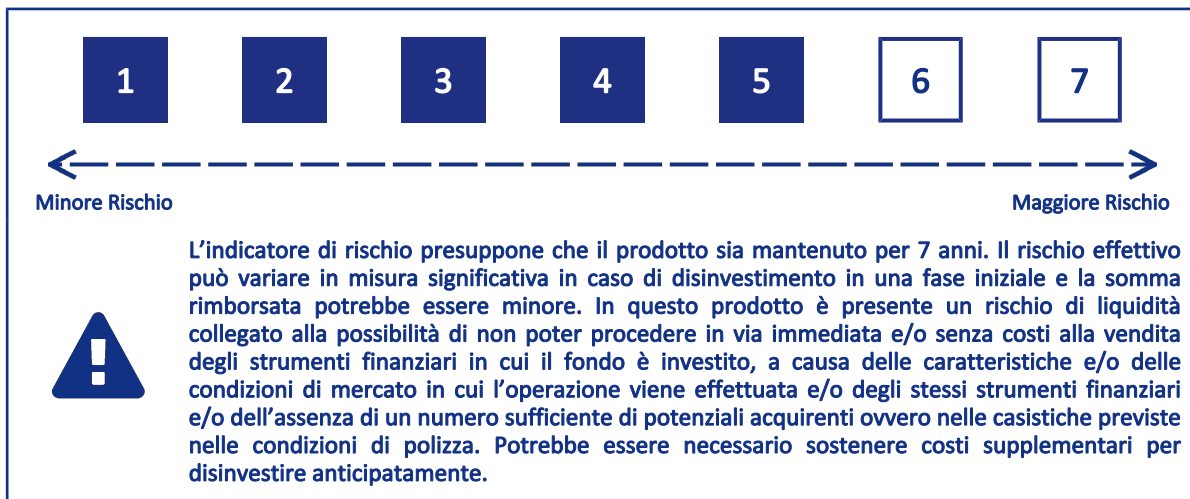 1 2 3 4 5 6 7
Minore Rischio Maggiore Rischio
L'indicatore di rischio presuppone che il prodotto sia mantenuto per 7 anni. Il rischio effettivo
può variare in misura significativa in caso di disinvestimento in una fase iniziale e la somma
rimborsata potrebbe essere minore. In questo prodotto è presente un rischio di liquidità
collegato alla possibilità di non poter procedere in via immediata e/o senza costi alla vendita
degli strumenti finanziari in cui il fondo è investito, a causa delle caratteristiche e/o delle
condizioni di mercato in cui l'operazione viene effettuata e/o degli stessi strumenti finanziari
e/o dell'assenza di un numero sufficiente di potenziali acquirenti ovvero nelle casistiche previste
nelle condizioni di polizza. Potrebbe essere necessario sostenere costi supplementari per
disinvestire anticipatamente.